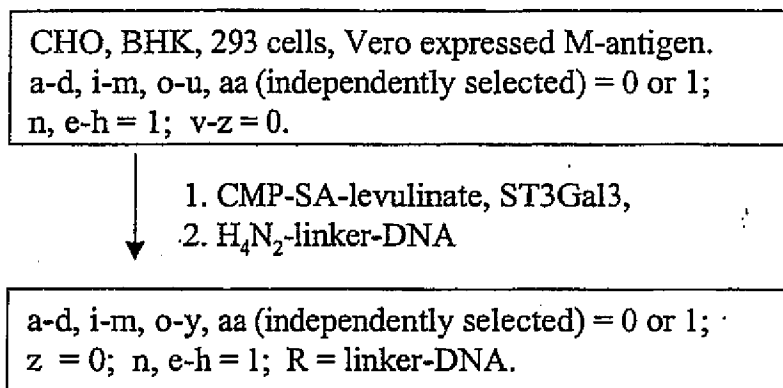 CHO, BHK, 293 cells, Vero expressed M-antigen.
a-d, i-m, o-u, aa (independently selected) = 0 or 1;
n, e-h = 1; v-z = 0.
1. CMP-SA-levulinate, ST3Gal3,
2. H₄N₂-linker-DNA
a-d, i-m, o-y, aa (independently selected) = 0 or 1;
z = 0; n, e-h = 1; R = linker-DNA.